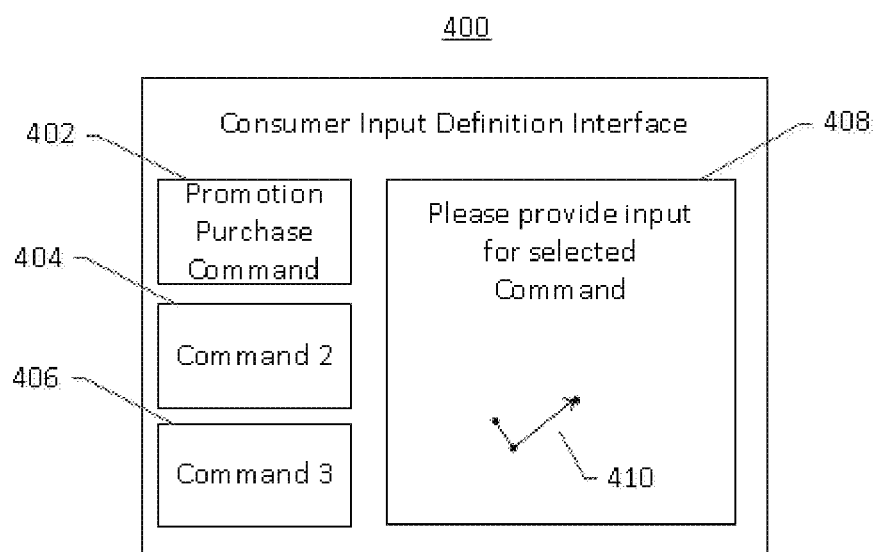 400
Consumer Input Definition Interface
402
408
Promotion
Purchase
Command
Please provide input
for selected
Command
404
Command 2
406
Command 3
410